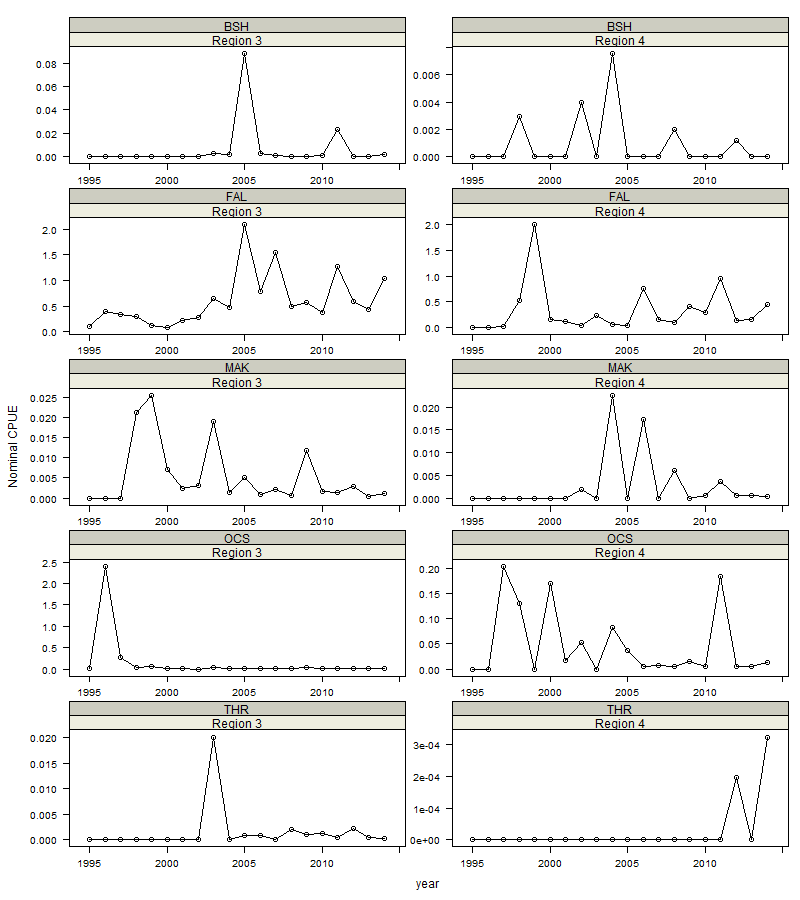 BSH
BSH
Region 3
Region 4
0.08
0.06
0.04
0.02
0.00
0.006
0.004
0.002
0.000
1995 2000 2005 2010
1995 2000 2005 2010
FAL
FAL
Region 3
Region 4
2.0
1.5
1.0
0.5
0.0
2.0
1.5
1.0
0.5
0.0
1995 2000 2005 2010
1995 2000 2005 2010
MAK
MAK
Region 3
Region 4
0.025
0.020
0.015
0.010
0.005
0.000
0.020
0.015
0.010
0.005
0.000
1995 2000 2005 2010
1995 2000 2005 2010
Nominal CPUE
OCS
OCS
Region 3
Region 4
2.5
2.0
1.5
1.0
0.5
0.0
0.20
0.15
0.10
0.05
0.00
1995 2000 2005 2010
1995 2000 2005 2010
THR
THR
Region 3
Region 4
0.020
0.015
0.010
0.005
0.000
3e-04
2e-04
1e-04
0e+00
1995 2000 2005 2010
1995 2000 2005 2010
year